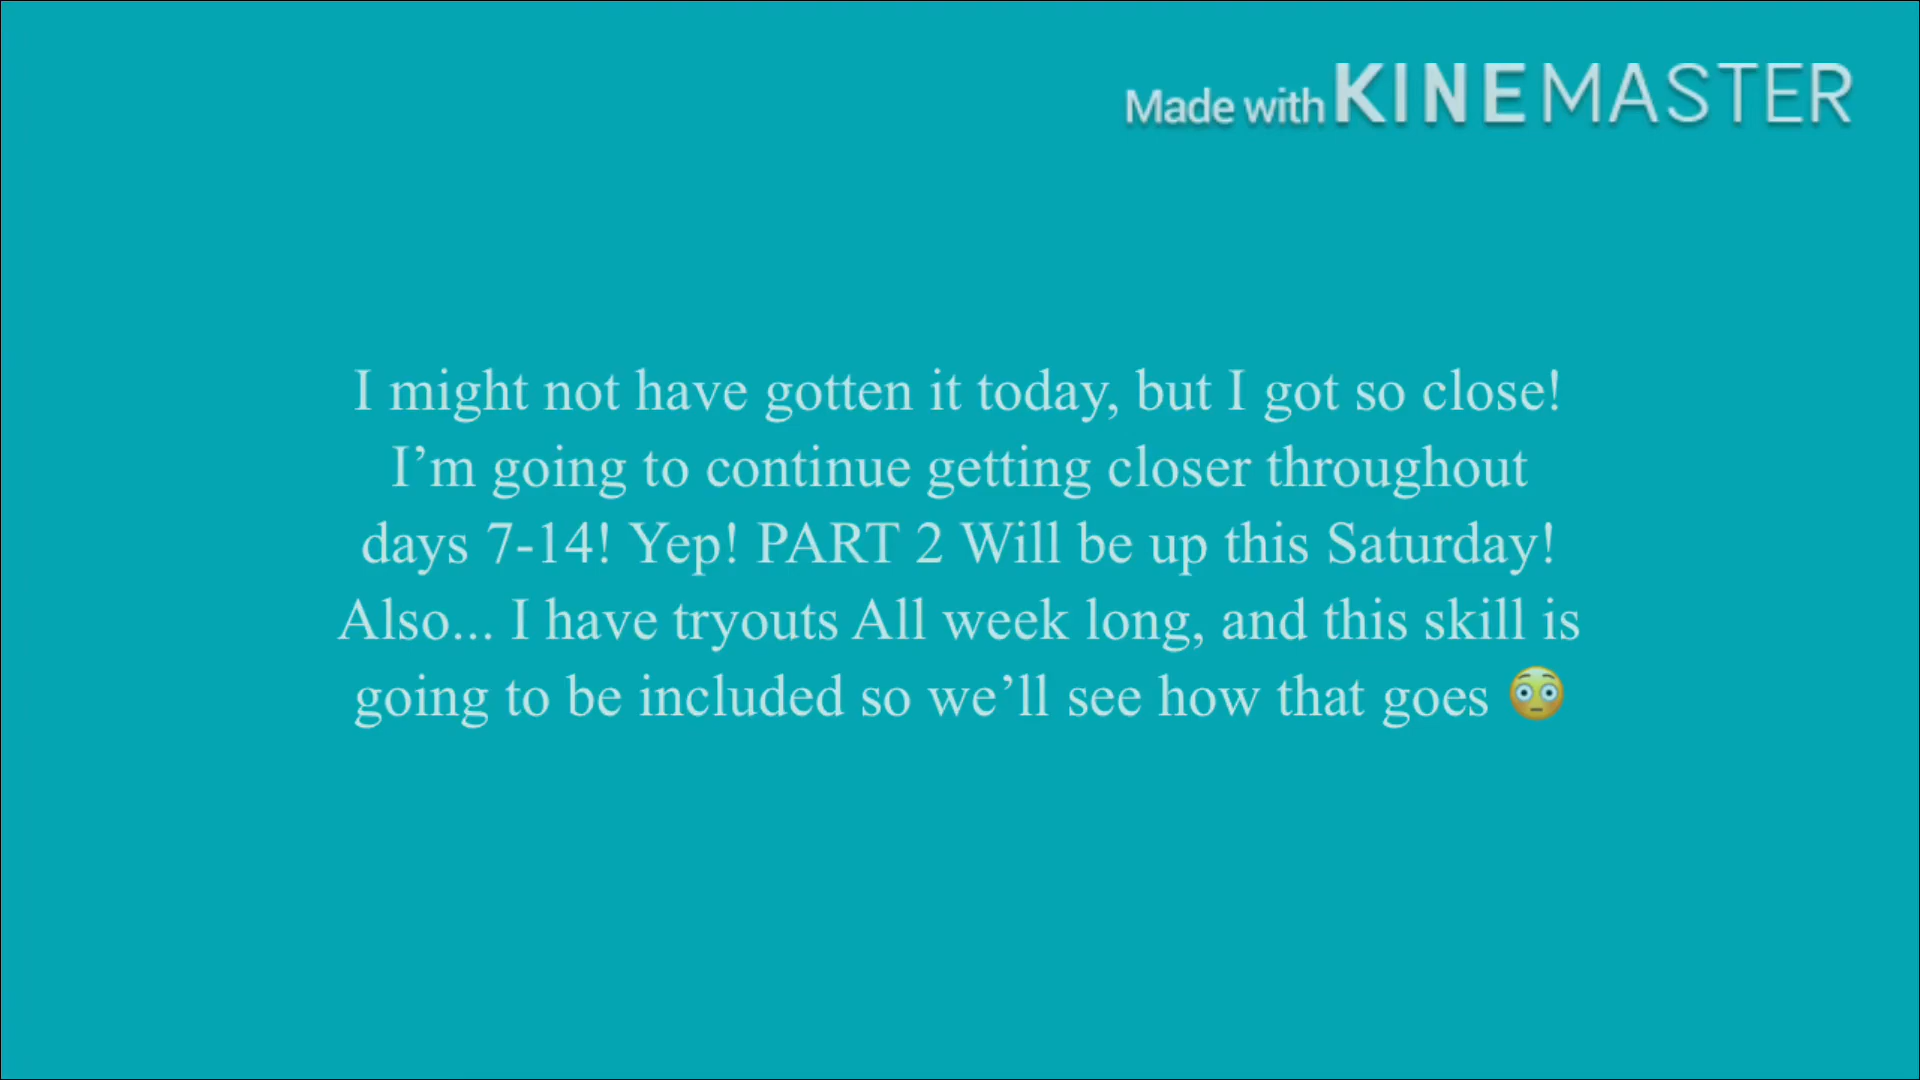 Made with KINEMASTER
I might not have gotten it today, but I got so close!
I’m going to continue getting closer throughout
days 7-14! Yep! PART 2 Will be up this Saturday!
Also... I have tryouts All week long, and this skill is
going to be included so we’ll see how that goes 😳